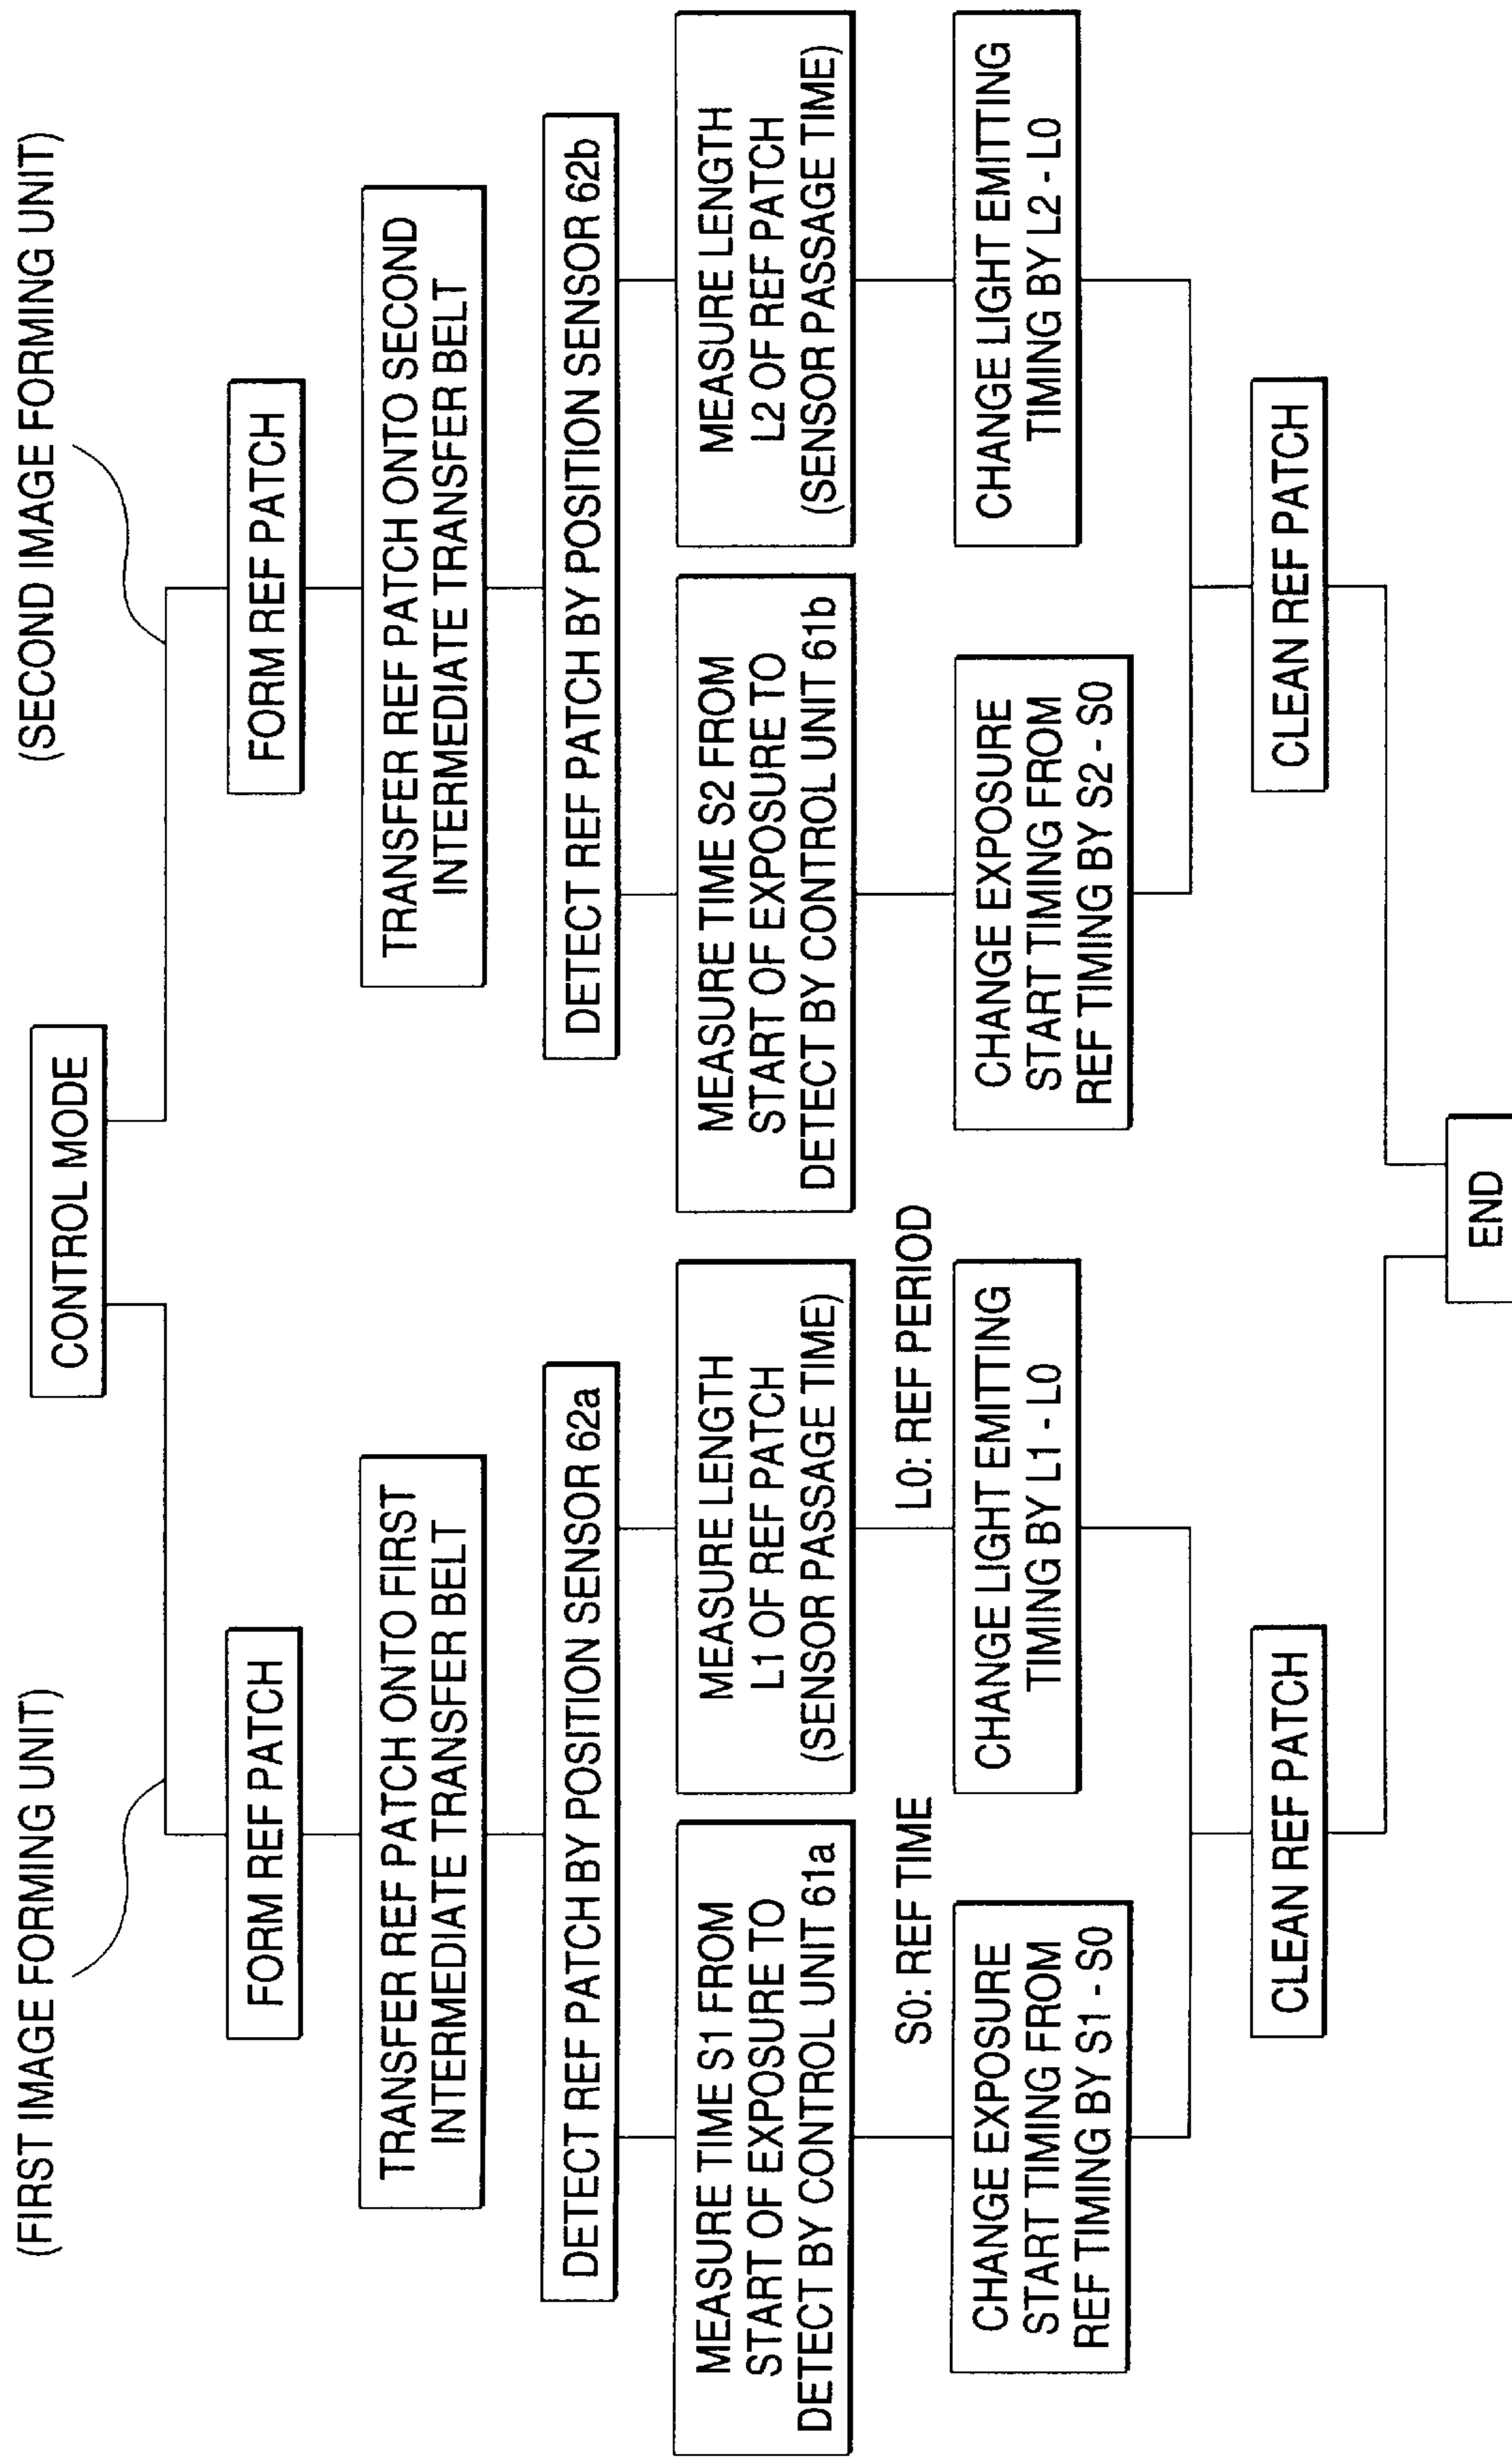 CONTROL MODE
(FIRST IMAGE FORMING UNIT)
FORM REF PATCH
TRANSFER REF PATCH ONTO FIRST
INTERMEDIATE TRANSFER BELT
DETECT REF PATCH BY POSITION SENSOR 62a
MEASURE TIME S1 FROM
START OF EXPOSURE TO
DETECT BY CONTROL UNIT 61a
MEASURE LENGTH
L1 OF REF PATCH
(SENSOR PASSAGE TIME)
S0: REF TIME
L0: REF PERIOD
CHANGE EXPOSURE
START TIMING FROM
REF TIMING BY S1 - S0
CHANGE LIGHT EMITTING
TIMING BY L1 - L0
CLEAN REF PATCH
(SECOND IMAGE FORMING UNIT)
FORM REF PATCH
TRANSFER REF PATCH ONTO SECOND
INTERMEDIATE TRANSFER BELT
DETECT REF PATCH BY POSITION SENSOR 62b
MEASURE TIME S2 FROM
START OF EXPOSURE TO
DETECT BY CONTROL UNIT 61b
MEASURE LENGTH
L2 OF REF PATCH
(SENSOR PASSAGE TIME)
CHANGE EXPOSURE
START TIMING FROM
REF TIMING BY S2 - S0
CHANGE LIGHT EMITTING
TIMING BY L2 - L0
CLEAN REF PATCH
END